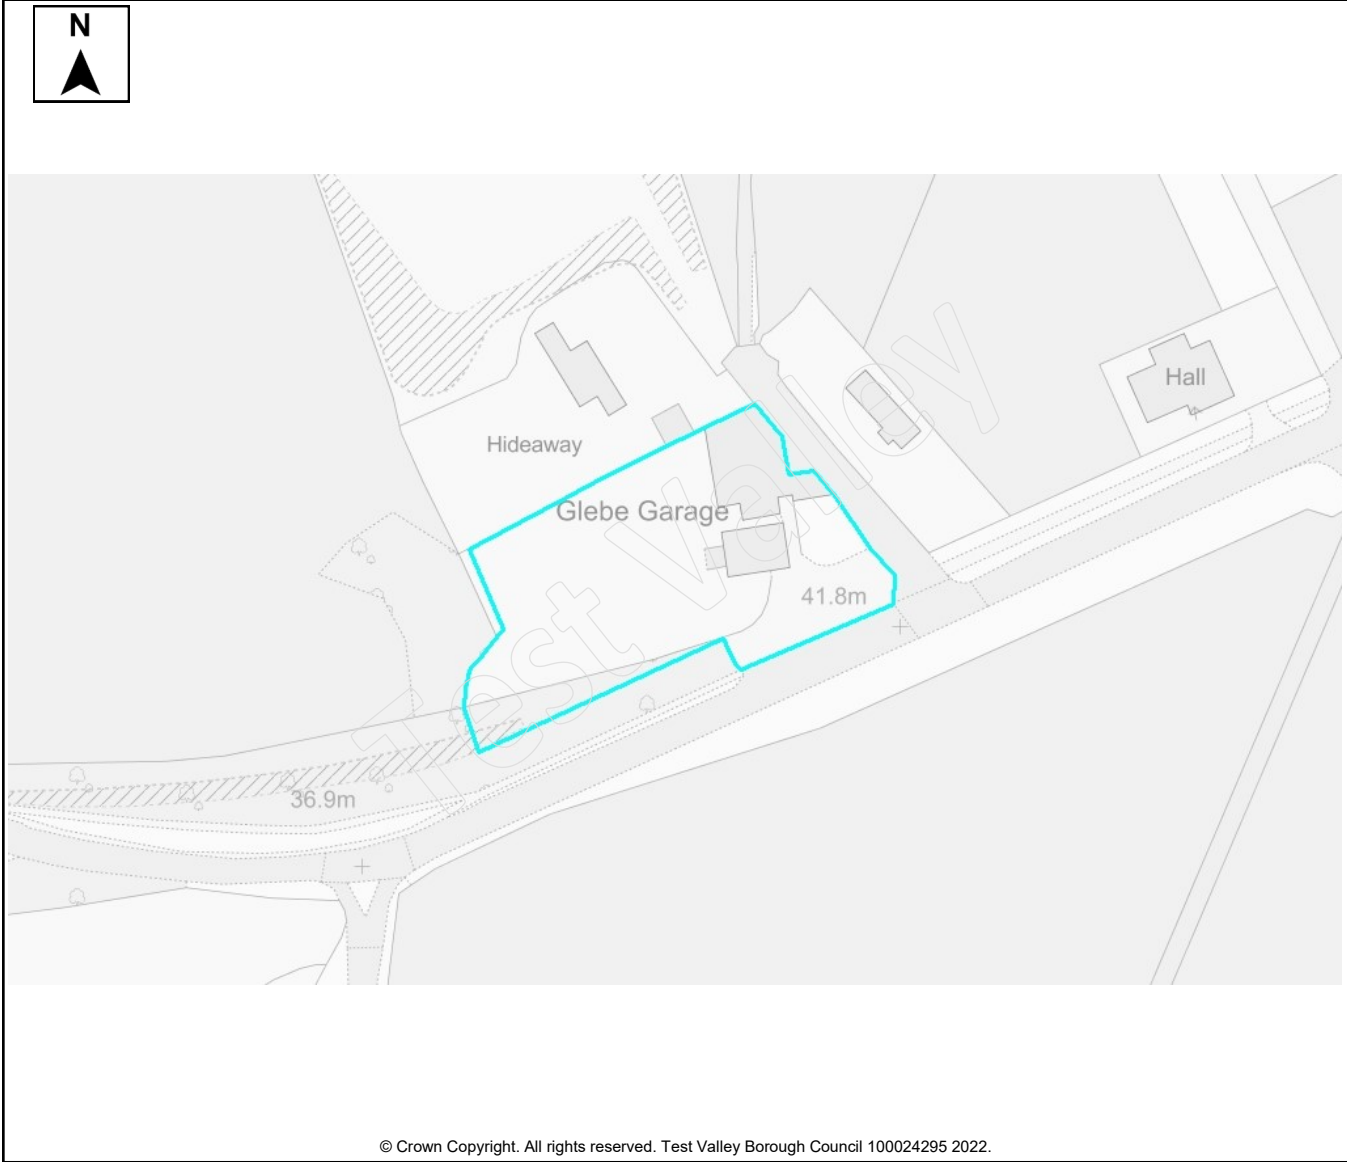 N
Hall
Hideaway
Glebe Garage
41.8m
36.9m
Test Valley
© Crown Copyright. All rights reserved. Test Valley Borough Council 100024295 2022.